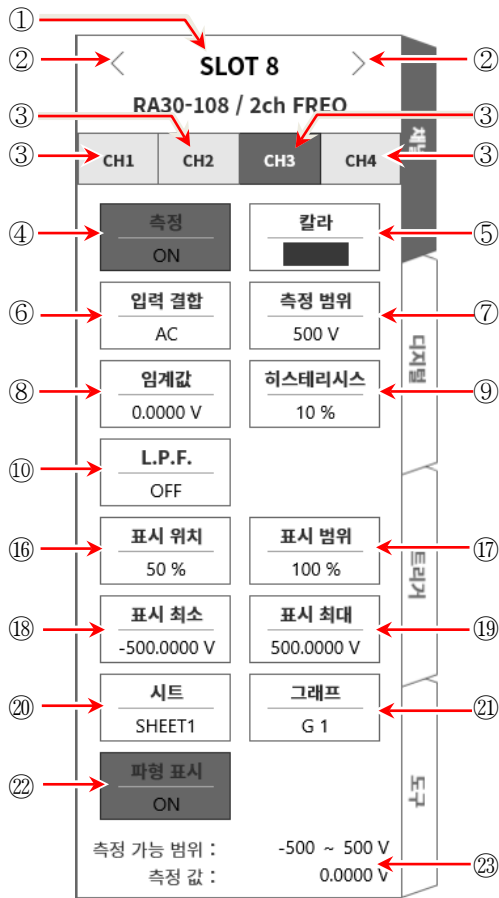 ①
② < SLOT 8 > ②
RA30-108 / 2ch FREQ
③ ③
③ CH1 CH2 CH3 CH4 ③
④ 측정 칼라 ⑤
ON
⑥ 입력 결합 측정 범위 ⑦
AC 500 V
⑧ 임계값 히스테리시스 ⑨
0.0000 V 10 %
⑩ L.P.F.
OFF
⑯ 표시 위치 표시 범위 ⑰
50 % 100 %
⑱ 표시 최소 표시 최대 ⑲
-500.0000 V 500.0000 V
⑳ 시트 그래프 ㉑
SHEET1 G 1
㉒ 파형 표시
ON
측정 가능 범위 : -500 ~ 500 V
측정 값 : 0.0000 V ㉓
디지털
트리거
도구